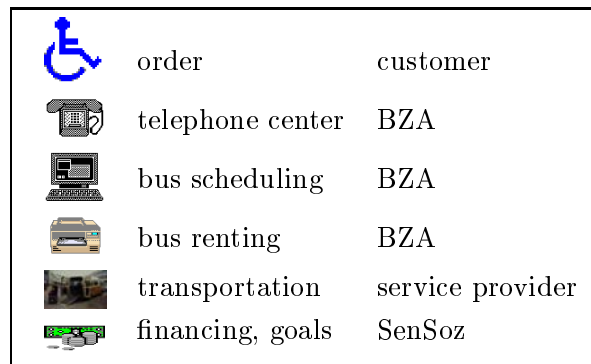 order customer
telephone center BZA
bus scheduling BZA
bus renting BZA
transportation service provider
financing, goals SenSoz